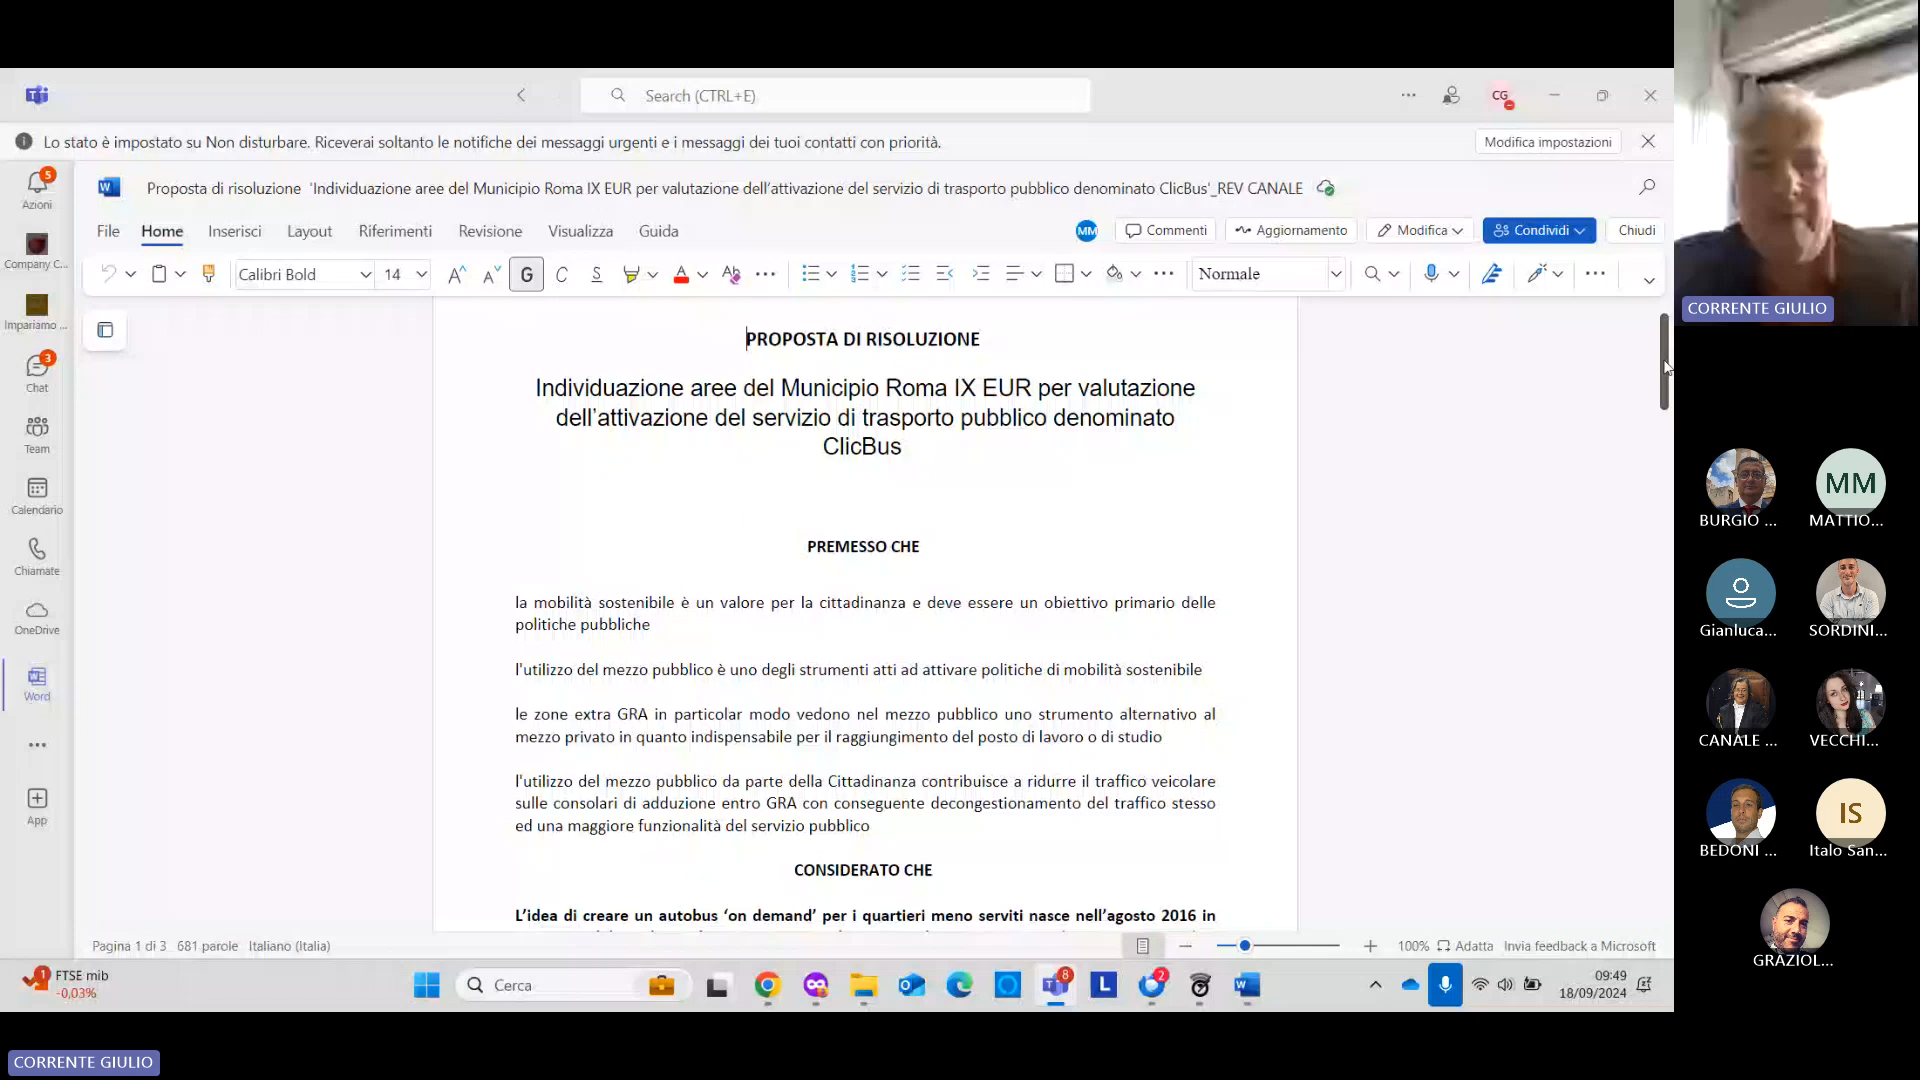 Search (CTRL+E)
CG
Lo stato è impostato su Non disturbare. Riceverai soltanto le notifiche dei messaggi urgenti e i messaggi dei tuoi contatti con priorità.
Modifica impostazioni
5
Azioni
Company C...
Impariamo ...
3
Chat
Team
Calendario
Chiamate
OneDrive
Word
App
Proposta di risoluzione 'Individuazione aree del Municipio Roma IX EUR per valutazione dell'attivazione del servizio di trasporto pubblico denominato ClicBus'_REV CANALE
File Home Inserisci Layout Riferimenti Revisione Visualizza Guida
MM Commenti Aggiornamento Modifica Condividi Chiudi
Calibri Bold 14 A A G C S A Normale
PROPOSTA DI RISOLUZIONE
Individuazione aree del Municipio Roma IX EUR per valutazione
dell'attivazione del servizio di trasporto pubblico denominato
ClicBus
PREMESSO CHE
la mobilità sostenibile è un valore per la cittadinanza e deve essere un obiettivo primario delle
politiche pubbliche
l'utilizzo del mezzo pubblico è uno degli strumenti atti ad attivare politiche di mobilità sostenibile
le zone extra GRA in particolar modo vedono nel mezzo pubblico uno strumento alternativo al
mezzo privato in quanto indispensabile per il raggiungimento del posto di lavoro o di studio
l'utilizzo del mezzo pubblico da parte della Cittadinanza contribuisce a ridurre il traffico veicolare
sulle consolari di adduzione entro GRA con conseguente decongestionamento del traffico stesso
ed una maggiore funzionalità del servizio pubblico
CONSIDERATO CHE
L'idea di creare un autobus 'on demand' per i quartieri meno serviti nasce nell'agosto 2016 in
Pagina 1 di 3 681 parole Italiano (Italia)
100% Adatta Invia feedback a Microsoft
1 FTSE mib
-0,03%
Cerca
8
L
2
09:49
18/09/2024
CORRENTE GIULIO
CORRENTE GIULIO
MM
BURGIO ... MATTIO...
Gianluca... SORDINI...
CANALE ... VECCHI...
IS
BEDONI ... Italo San...
GRAZIOL...